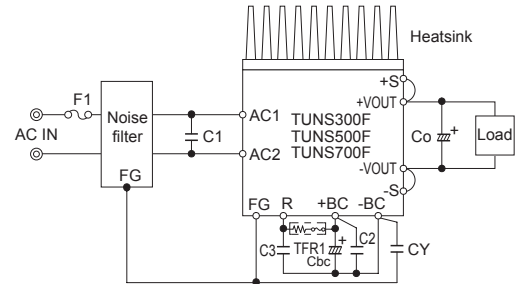 Heatsink
+S
F1
+VOUT
Noise
filter
AC1
TUNS300F
TUNS500F
TUNS700F
AC IN
C1
Co
+
Load
AC2
-VOUT
FG
-S
FG
R
+BC
-BC
C3
TFR1
+
C2
CY
Cbc